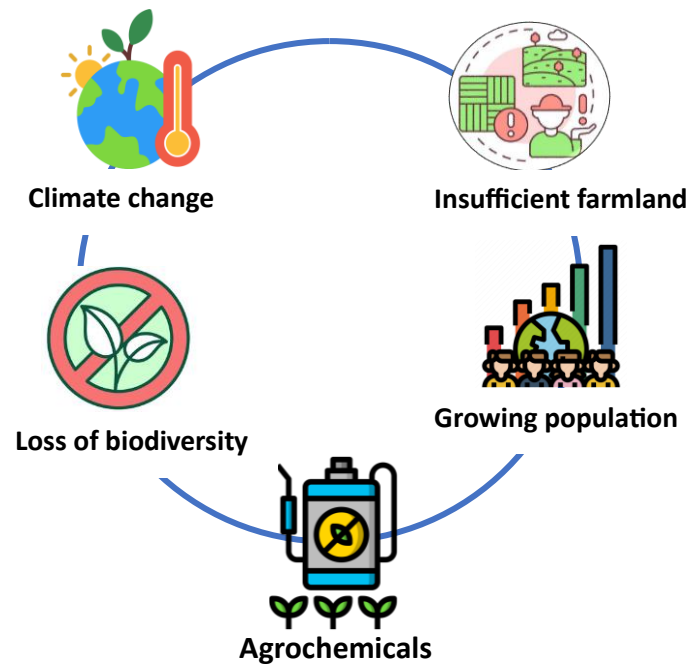 Climate change
Insufficient farmland
Loss of biodiversity
Growing population
Agrochemicals